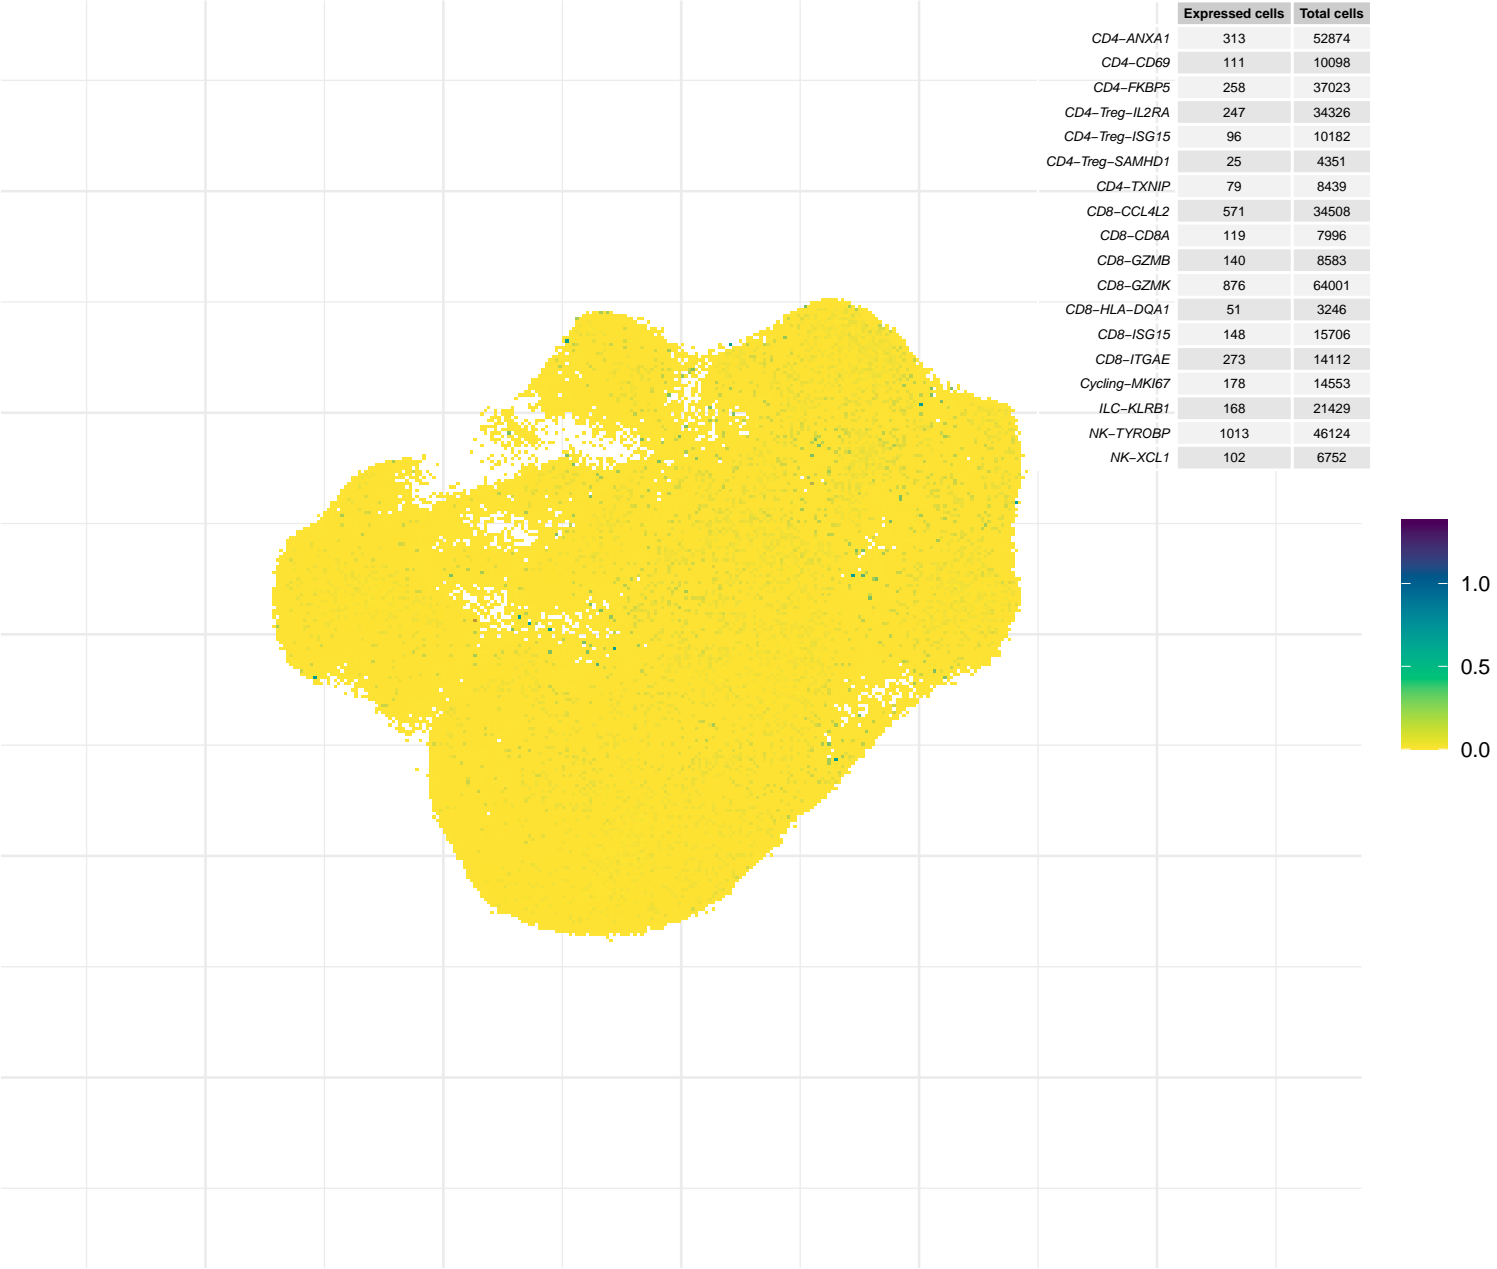 Expressed cells Total cells
CD4−ANXA1 313 52874
CD4−CD69 111 10098
CD4−FKBP5 258 37023
CD4−Treg−IL2RA 247 34326
CD4−Treg−ISG15 96 10182
CD4−Treg−SAMHD1 25 4351
CD4−TXNIP 79 8439
CD8−CCL4L2 571 34508
CD8−CD8A 119 7996
CD8−GZMB 140 8583
CD8−GZMK 876 64001
CD8−HLA−DQA1 51 3246
CD8−ISG15 148 15706
CD8−ITGAE 273 14112
Cycling−MKI67 178 14553
ILC−KLRB1 168 21429
NK−TYROBP 1013 46124
NK−XCL1 102 6752
1.0
0.5
0.0